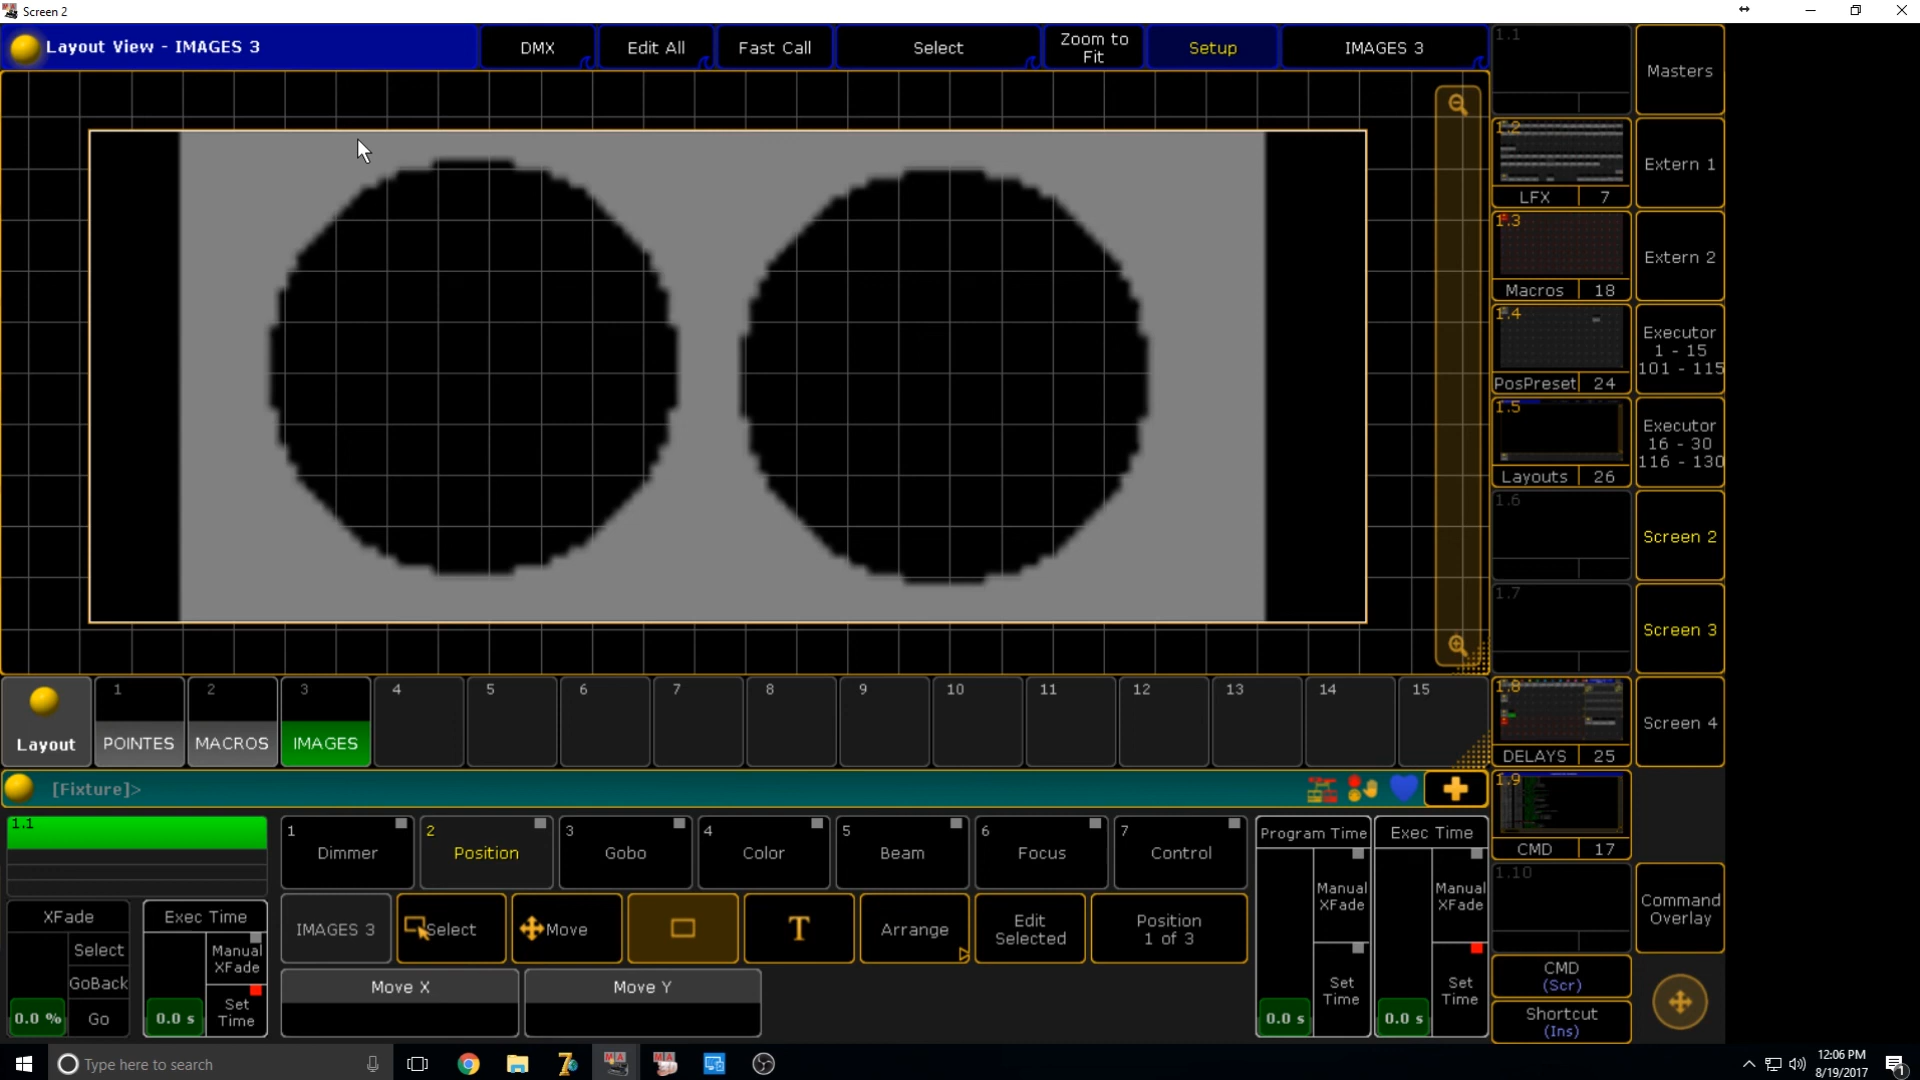 Screen 2
Layout View - IMAGES 3
DMX
Edit All
Fast Call
Select
Zoom to
Fit
Setup
IMAGES 3
1.1
Masters
1.2
LFX 7
Extern 1
1.3
Macros 18
Extern 2
1.4
PosPreset 24
Executor
1 - 15
101 - 115
1.5
Layouts 26
Executor
16 - 30
116 - 130
1.6
Screen 2
1.7
Screen 3
1.8
DELAYS 25
Screen 4
1.9
CMD 17
1.10
Command
Overlay
CMD
(Scr)
Shortcut
(Ins)
Layout
1
POINTES
2
MACROS
3
IMAGES
4
5
6
7
8
9
10
11
12
13
14
15
[Fixture]>
1.1
1
Dimmer
2
Position
3
Gobo
4
Color
5
Beam
6
Focus
7
Control
IMAGES 3
Select
Move
T
Arrange
Edit
Selected
Position
1 of 3
Move X
Move Y
XFade
Select
GoBack
0.0 %
Go
Exec Time
Manual
XFade
0.0 s
Set
Time
Program Time
Manual
XFade
0.0 s
Set
Time
Exec Time
Manual
XFade
0.0 s
Set
Time
Type here to search
12:06 PM
8/19/2017
1